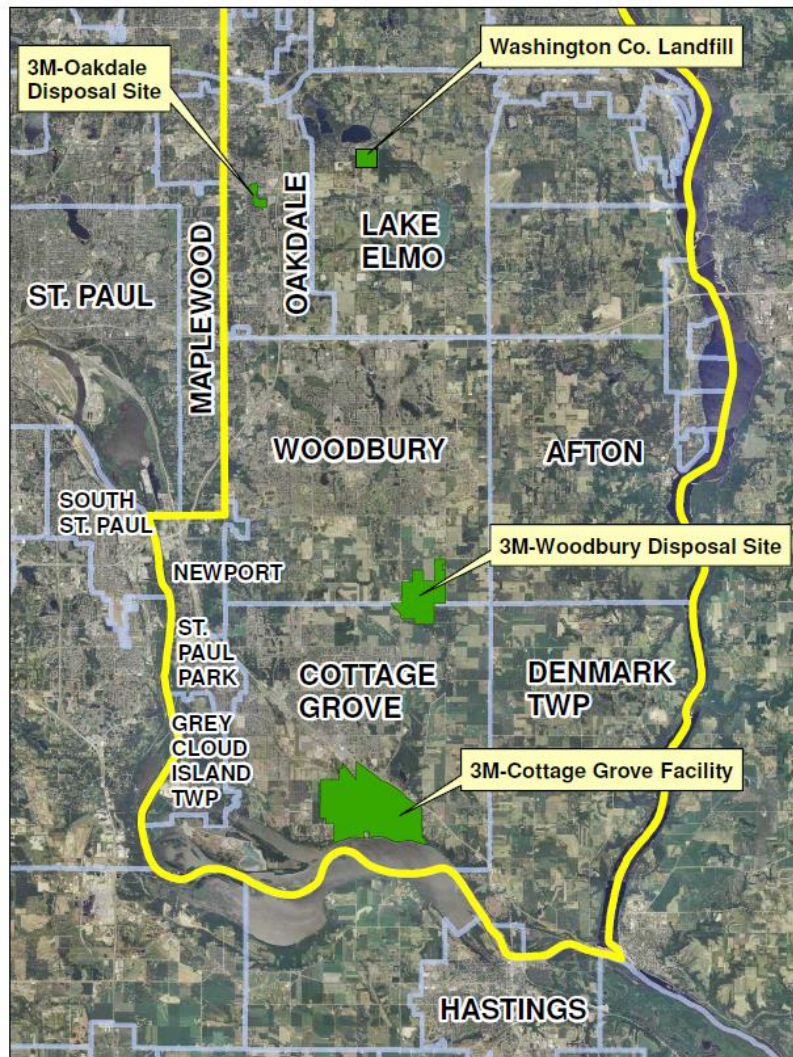 Washington Co. Landfill
3M-Oakdale
Disposal Site
OAKDALE
LAKE
ELMO
MAPLEWOOD
ST. PAUL
WOODBURY
AFTON
SOUTH
ST. PAUL
3M-Woodbury Disposal Site
NEWPORT
ST.
PAUL
PARK
COTTAGE
GROVE
DENMARK
TWP
GREY
CLOUD
ISLAND
TWP
3M-Cottage Grove Facility
HASTINGS